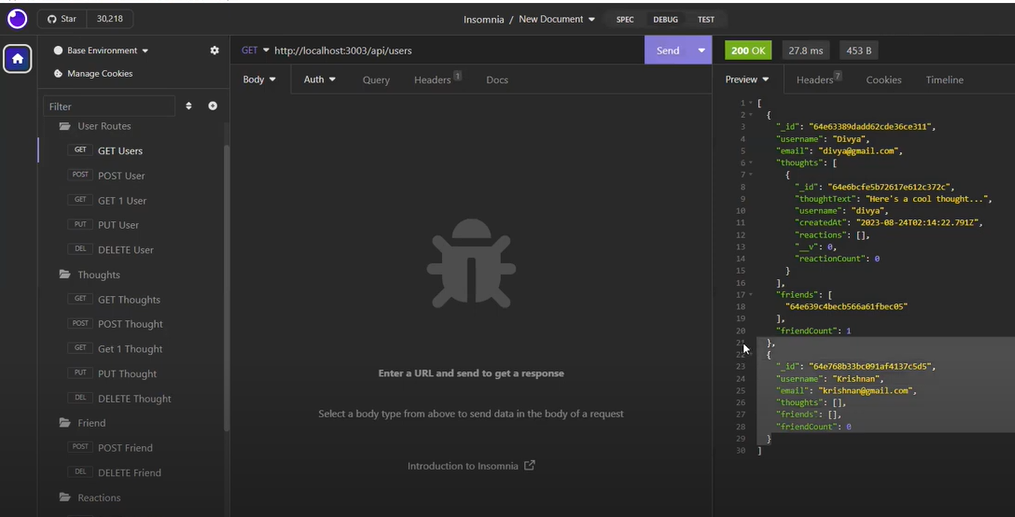 Star 30,218 Insomnia / New Document SPEC DEBUG TEST
Base Environment
GET http://localhost:3003/api/users Send 200 OK 27.8 ms 453 B
Manage Cookies
Body Auth Query Headers 1 Docs Preview Headers 7 Cookies Timeline
Filter
User Routes
GET GET Users
POST POST User
GET GET 1 User
PUT PUT User
DEL DELETE User
Thoughts
GET GET Thoughts
POST POST Thought
GET Get 1 Thought
PUT PUT Thought
DEL DELETE Thought
Friend
POST POST Friend
DEL DELETE Friend
Reactions
Enter a URL and send to get a response
Select a body type from above to send data in the body of a request
Introduction to Insomnia
1 [
2 {
3 "_id": "64e63389dadd62cde36ce311",
4 "username": "Divya",
5 "email": "divya@gmail.com",
6 "thoughts": [
7 {
8 "_id": "64e6bcfe5b72617e612c372c",
9 "thoughtText": "Here's a cool thought...",
10 "username": "divya",
11 "createdAt": "2023-08-24T02:14:22.791Z",
12 "reactions": [],
13 "__v": 0,
14 "reactionCount": 0
15 }
16 ],
17 "friends": [
18 "64e639c4becb566a61fbec05"
19 ],
20 "friendCount": 1
21 },
22 {
23 "_id": "64e768b33bc091af4137c5d5",
24 "username": "Krishnan",
25 "email": "krishnan@gmail.com",
26 "thoughts": [],
27 "friends": [],
28 "friendCount": 0
29 }
30 ]